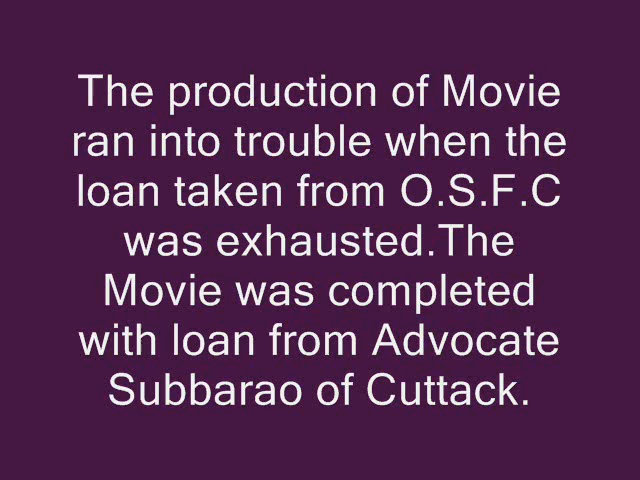 The production of Movie
ran into trouble when the
loan taken from O.S.F.C
was exhausted.The
Movie was completed
with loan from Advocate
Subbarao of Cuttack.